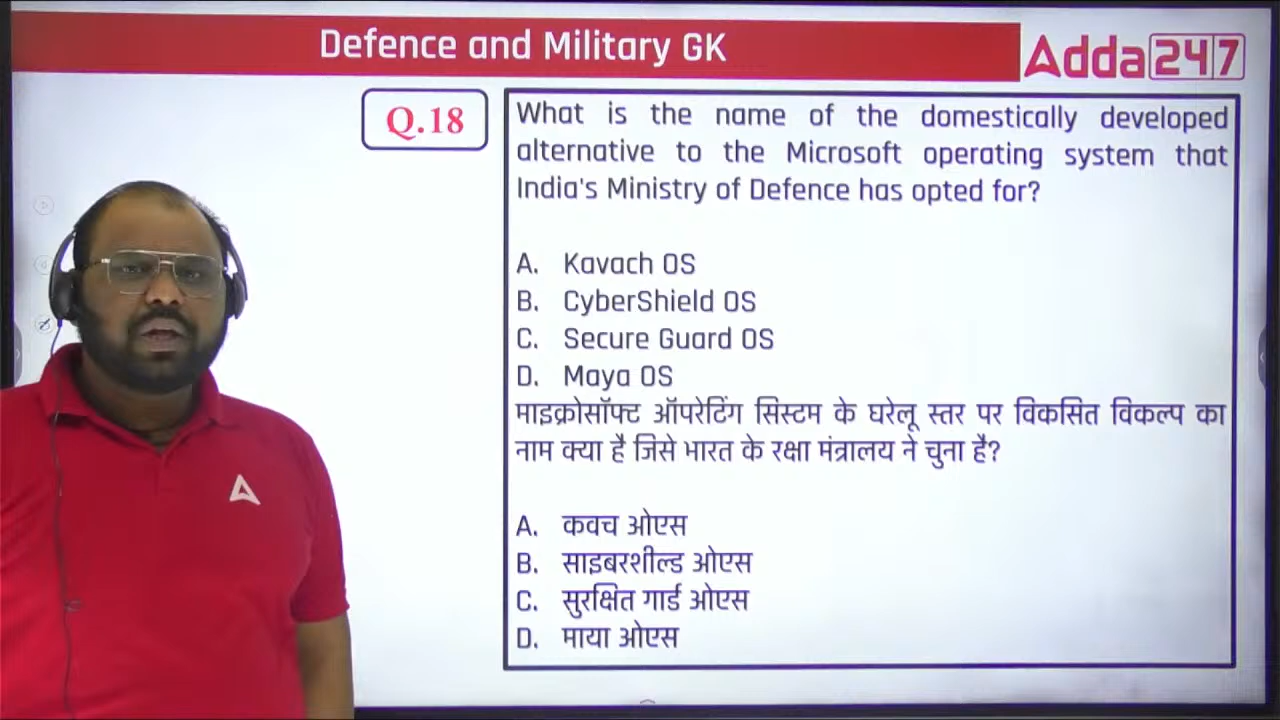 Defence and Military GK
Adda247
Q.18
What is the name of the domestically developed
alternative to the Microsoft operating system that
India's Ministry of Defence has opted for?
A. Kavach OS
B. CyberShield OS
C. Secure Guard OS
D. Maya OS
माइक्रोसॉफ्ट ऑपरेटिंग सिस्टम के घरेलू स्तर पर विकसित विकल्प का
नाम क्या है जिसे भारत के रक्षा मंत्रालय ने चुना है?
A. कवच ओएस
B. साइबरशील्ड ओएस
C. सुरक्षित गार्ड ओएस
D. माया ओएस